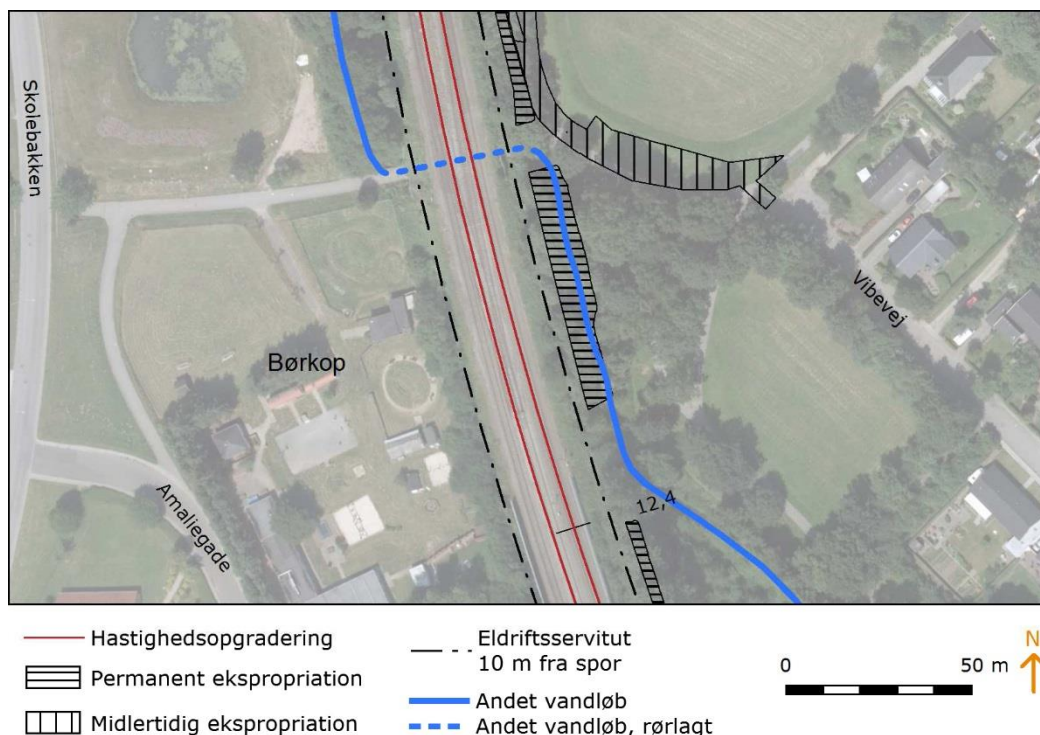 Skolebakken
Børkop
Vibevej
12,4
Amaliegade
Hastighedsopgradering
Permanent ekspropriation
Midlertidig ekspropriation
Eldriftsservitut
10 m fra spor
Andet vandløb
Andet vandløb, rørlagt
0 50 m
N